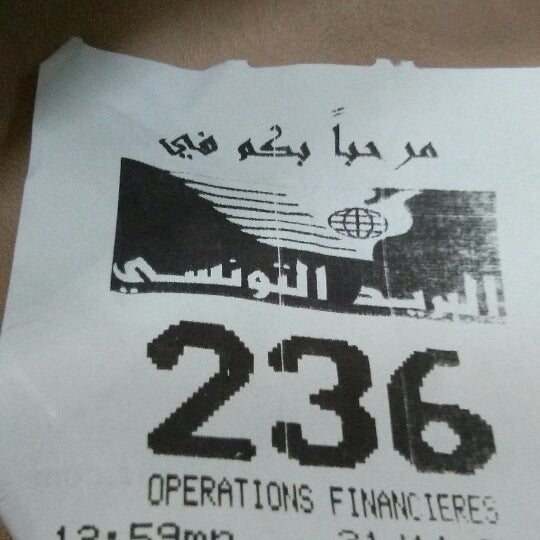 مرحباً بكم في
البريد التونسي
236
OPERATIONS FINANCIERES